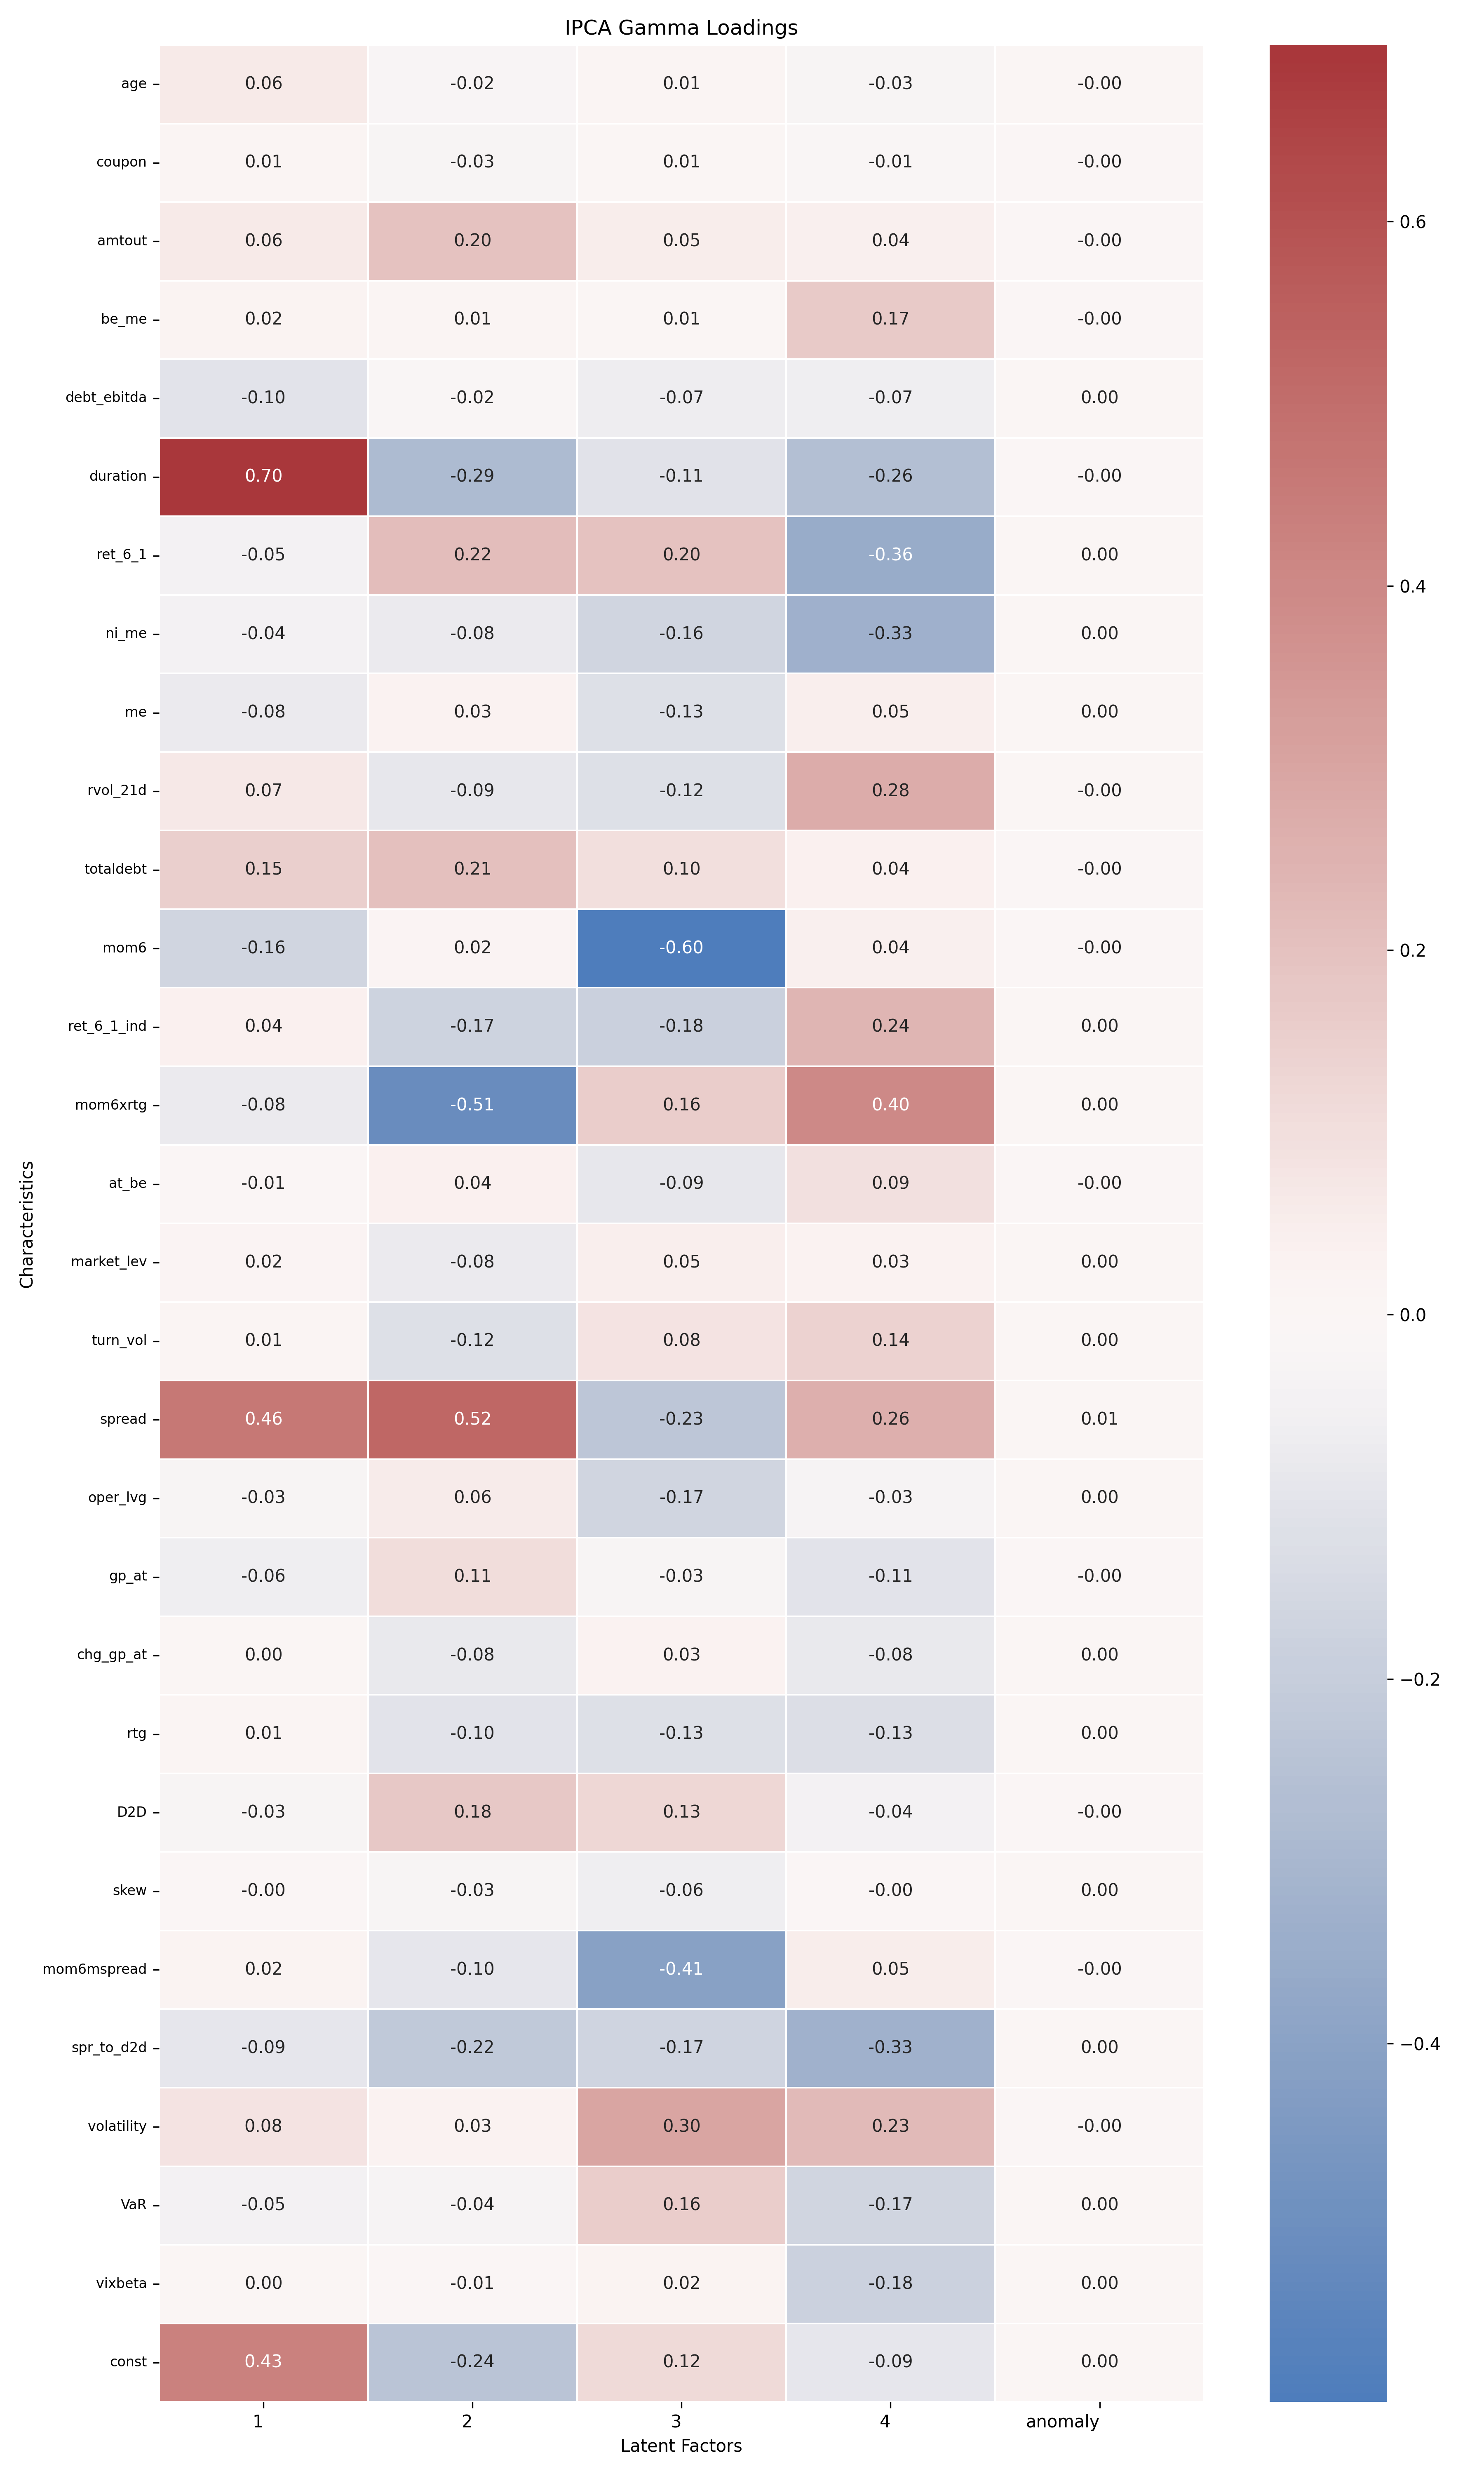 IPCA Gamma Loadings
age 0.06 -0.02 0.01 -0.03 -0.00
coupon 0.01 -0.03 0.01 -0.01 -0.00
amtout 0.06 0.20 0.05 0.04 -0.00
be_me 0.02 0.01 0.01 0.17 -0.00
debt_ebitda -0.10 -0.02 -0.07 -0.07 0.00
duration 0.70 -0.29 -0.11 -0.26 -0.00
ret_6_1 -0.05 0.22 0.20 -0.36 0.00
ni_me -0.04 -0.08 -0.16 -0.33 0.00
me -0.08 0.03 -0.13 0.05 0.00
rvol_21d 0.07 -0.09 -0.12 0.28 -0.00
totaldebt 0.15 0.21 0.10 0.04 -0.00
mom6 -0.16 0.02 -0.60 0.04 -0.00
ret_6_1_ind 0.04 -0.17 -0.18 0.24 0.00
mom6xrtg -0.08 -0.51 0.16 0.40 0.00
at_be -0.01 0.04 -0.09 0.09 -0.00
market_lev 0.02 -0.08 0.05 0.03 0.00
turn_vol 0.01 -0.12 0.08 0.14 0.00
spread 0.46 0.52 -0.23 0.26 0.01
oper_lvg -0.03 0.06 -0.17 -0.03 0.00
gp_at -0.06 0.11 -0.03 -0.11 -0.00
chg_gp_at 0.00 -0.08 0.03 -0.08 0.00
rtg 0.01 -0.10 -0.13 -0.13 0.00
D2D -0.03 0.18 0.13 -0.04 -0.00
skew -0.00 -0.03 -0.06 -0.00 0.00
mom6mspread 0.02 -0.10 -0.41 0.05 -0.00
spr_to_d2d -0.09 -0.22 -0.17 -0.33 0.00
volatility 0.08 0.03 0.30 0.23 -0.00
VaR -0.05 -0.04 0.16 -0.17 0.00
vixbeta 0.00 -0.01 0.02 -0.18 0.00
const 0.43 -0.24 0.12 -0.09 0.00
1 2 3 4 anomaly
Latent Factors
Characteristics
0.6
0.4
0.2
0.0
−0.2
−0.4